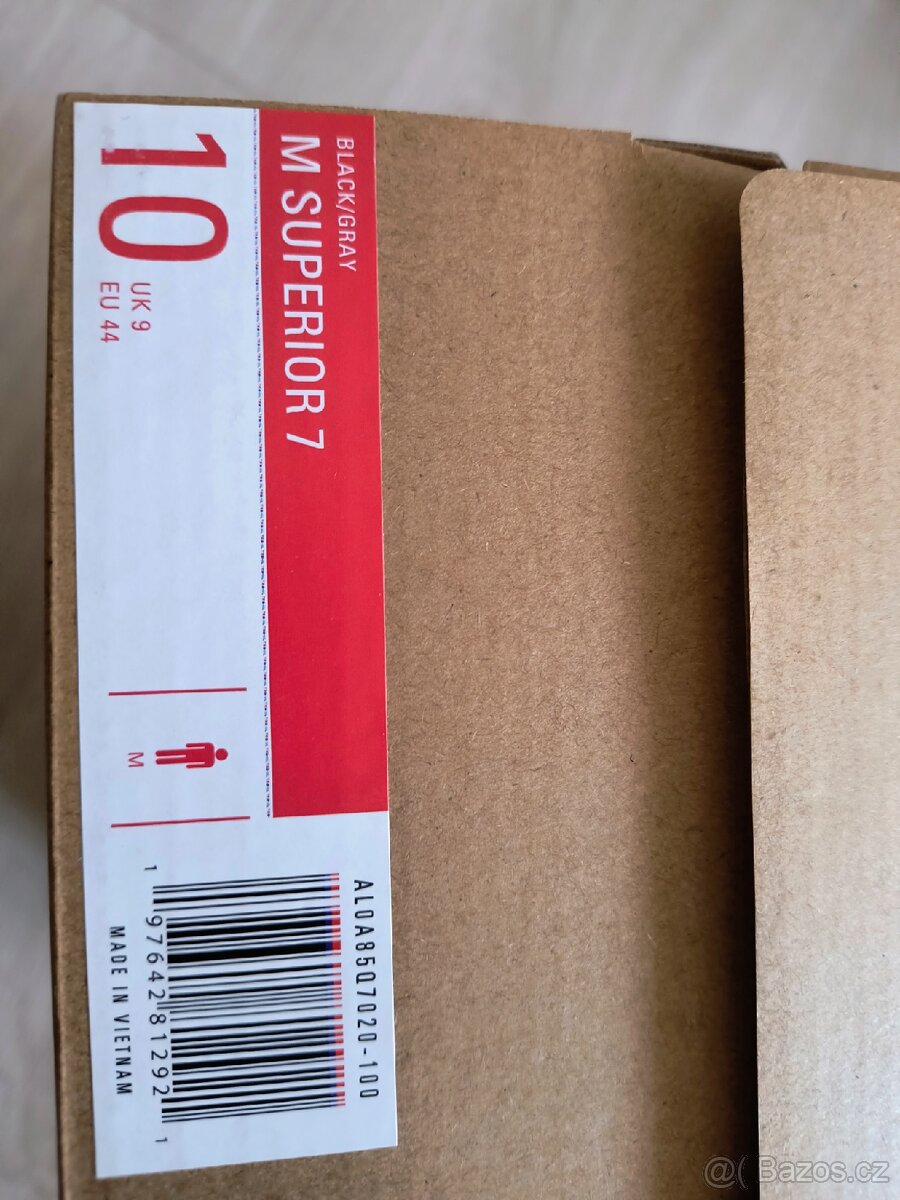 BLACK/GRAY
M SUPERIOR 7
10
UK 9
EU 44
M
AL0A85Q7020-100
1 97642 81292 1
MADE IN VIETNAM
@( Bazos.cz